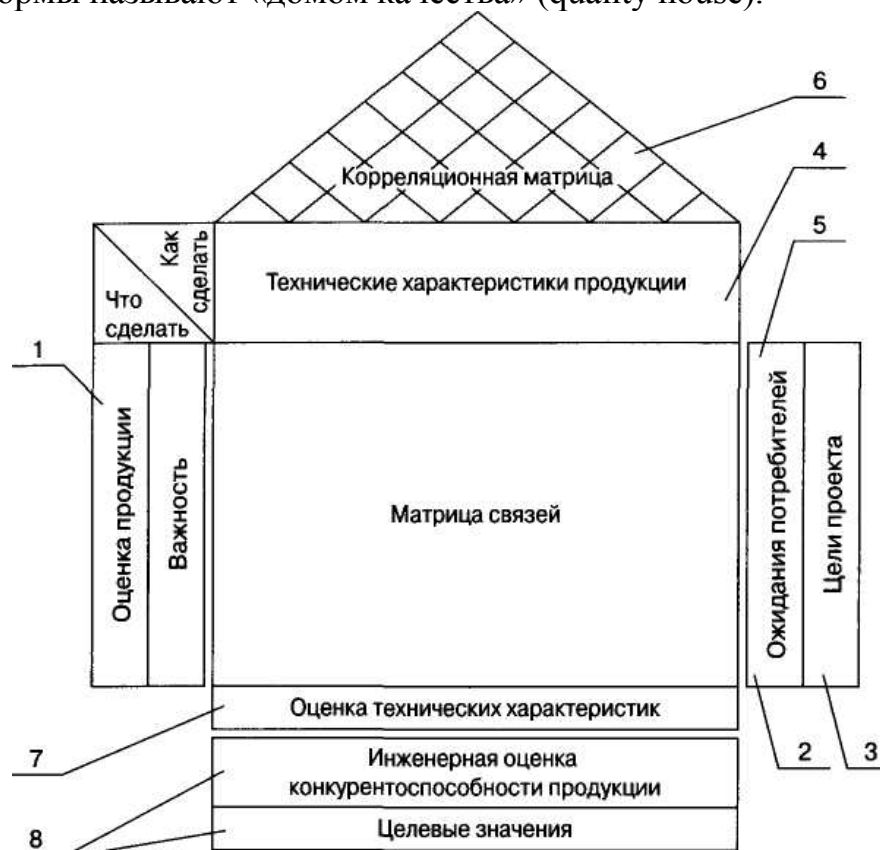 ормы называют «домом качества» (quality house).
6
Корреляционная матрица
4
5
Как
сделать
Что
сделать
Технические характеристики продукции
1
Оценка продукции
Важность
Матрица связей
Ожидания потребителей
Цели проекта
Оценка технических характеристик
7
2
3
Инженерная оценка
конкурентоспособности продукции
8
Целевые значения